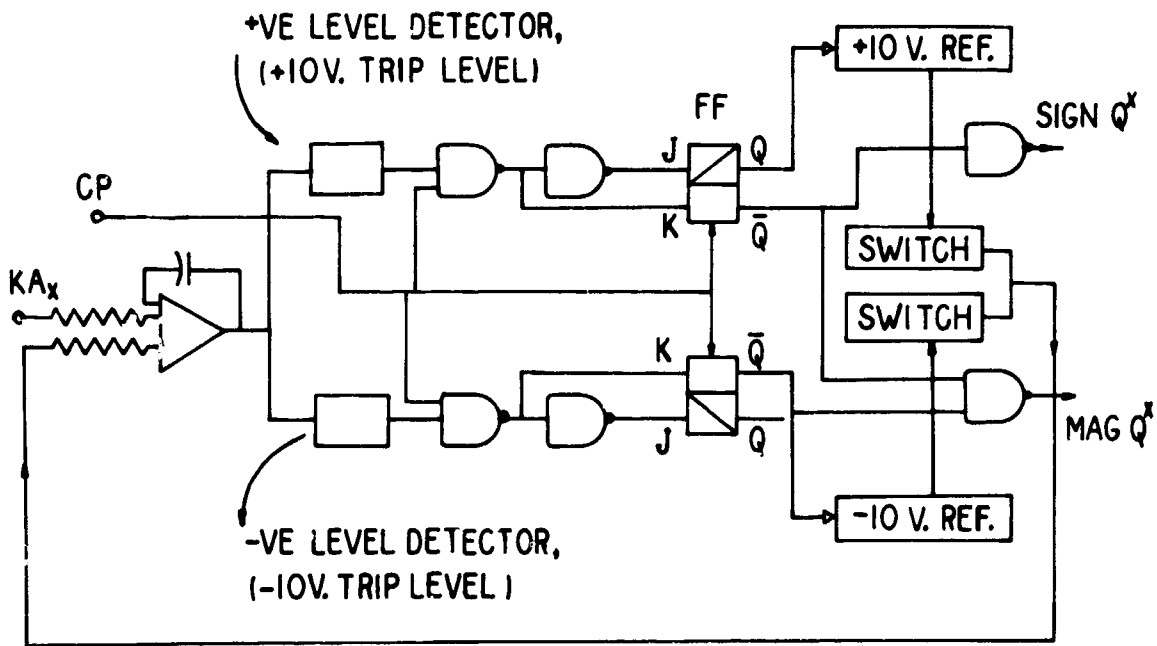 +VE LEVEL DETECTOR,
(+10V. TRIP LEVEL)
+10 V. REF.
FF
SIGN Q^X
J
Q
CP
K
Q̄
SWITCH
KA_X
SWITCH
K
Q̄
J
Q
MAG Q^X
-10 V. REF.
-VE LEVEL DETECTOR,
(-10V. TRIP LEVEL)